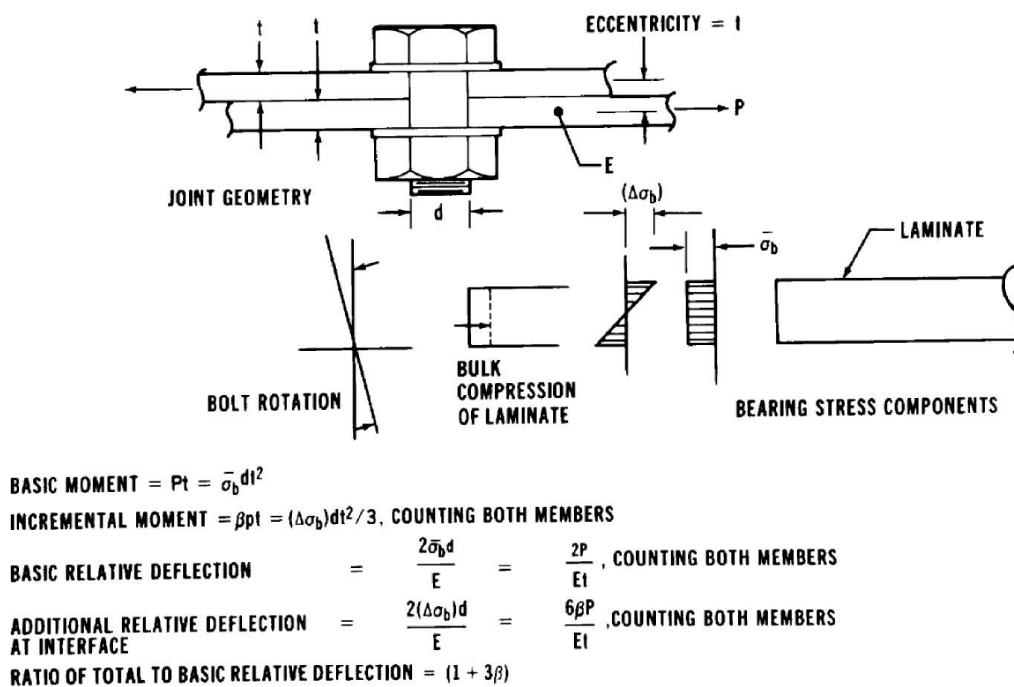 t
t
ECCENTRICITY = t
P
E
JOINT GEOMETRY
d
(Δσb)
σ̄b
LAMINATE
BOLT ROTATION
BULK
COMPRESSION
OF LAMINATE
BEARING STRESS COMPONENTS
BASIC MOMENT = Pt = σ̄b dt²
INCREMENTAL MOMENT = βpt = (Δσb)dt²/3, COUNTING BOTH MEMBERS
BASIC RELATIVE DEFLECTION = 2σ̄b d / E = 2P / Et , COUNTING BOTH MEMBERS
ADDITIONAL RELATIVE DEFLECTION = 2(Δσb)d / E = 6βP / Et ,COUNTING BOTH MEMBERS
AT INTERFACE
RATIO OF TOTAL TO BASIC RELATIVE DEFLECTION = (1 + 3β)